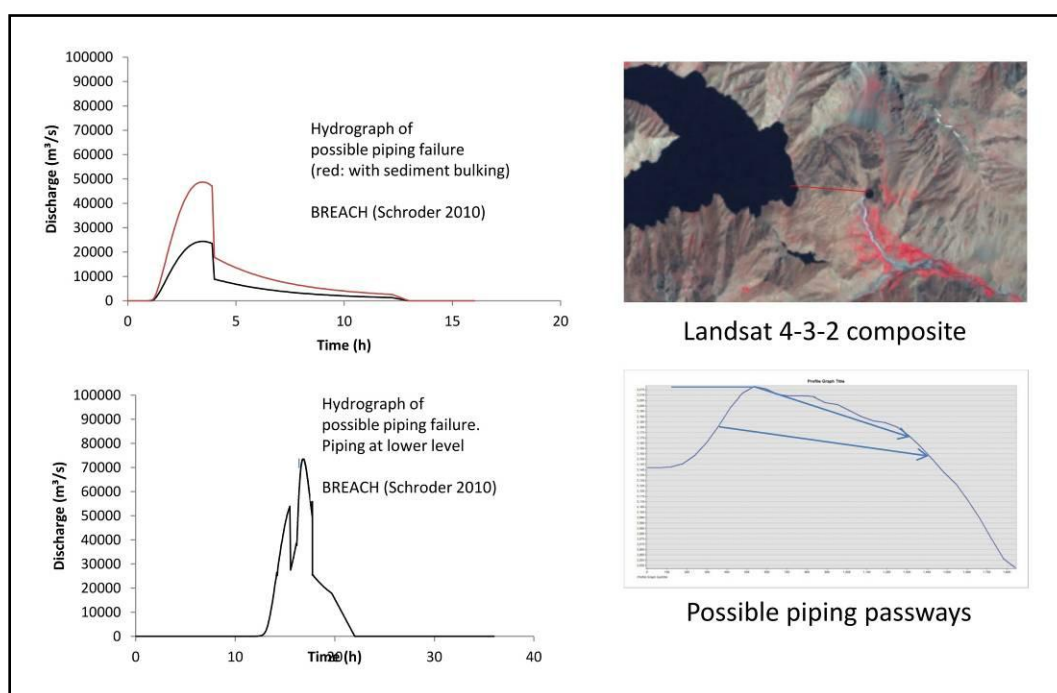 100000
90000
80000
70000
60000
50000
40000
30000
20000
10000
0
Discharge (m³/s)
Hydrograph of
possible piping failure
(red: with sediment bulking)
BREACH (Schroder 2010)
0 5 10 15 20
Time (h)
Landsat 4-3-2 composite
100000
90000
80000
70000
60000
50000
40000
30000
20000
10000
0
Discharge (m³/s)
Hydrograph of
possible piping failure.
Piping at lower level
BREACH (Schroder 2010)
0 10 20 30 40
Time (h)
Profile Graph Title
Possible piping passways